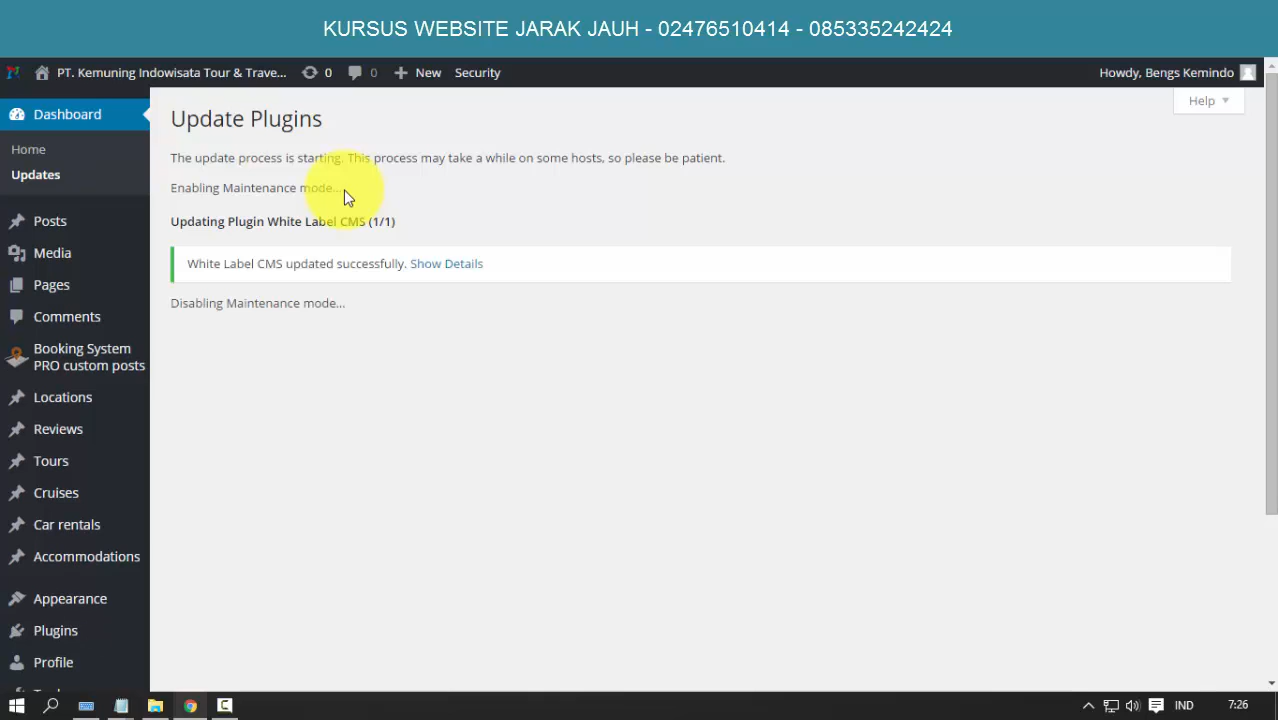 KURSUS WEBSITE JARAK JAUH - 02476510414 - 085335242424
PT. Kemuning Indowisata Tour & Trave... 0 0 New Security Howdy, Bengs Kemindo
Help
Dashboard
Home
Updates
Posts
Media
Pages
Comments
Booking System
PRO custom posts
Locations
Reviews
Tours
Cruises
Car rentals
Accommodations
Appearance
Plugins
Profile
Update Plugins
The update process is starting. This process may take a while on some hosts, so please be patient.
Enabling Maintenance mode...
Updating Plugin White Label CMS (1/1)
White Label CMS updated successfully. Show Details
Disabling Maintenance mode...
IND 7:26